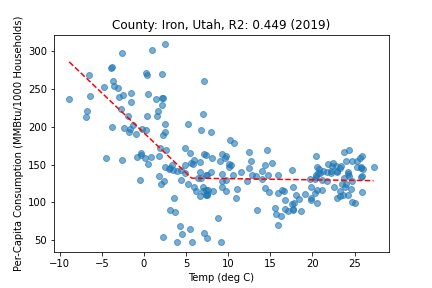 County: Iron, Utah, R2: 0.449 (2019)
Per-Capita Consumption (MMBtu/1000 Households)
300
250
200
150
100
50
−10 −5 0 5 10 15 20 25
Temp (deg C)